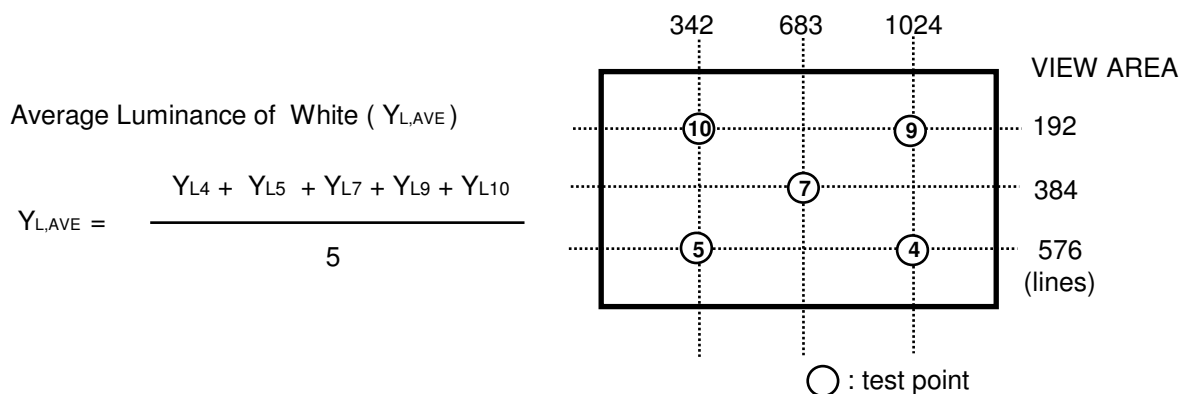 342 683 1024
VIEW AREA
Average Luminance of White ( YL,AVE )
10 9 192
YL4 + YL5 + YL7 + YL9 + YL10
YL,AVE =
5
7 384
5 4 576
(lines)
: test point